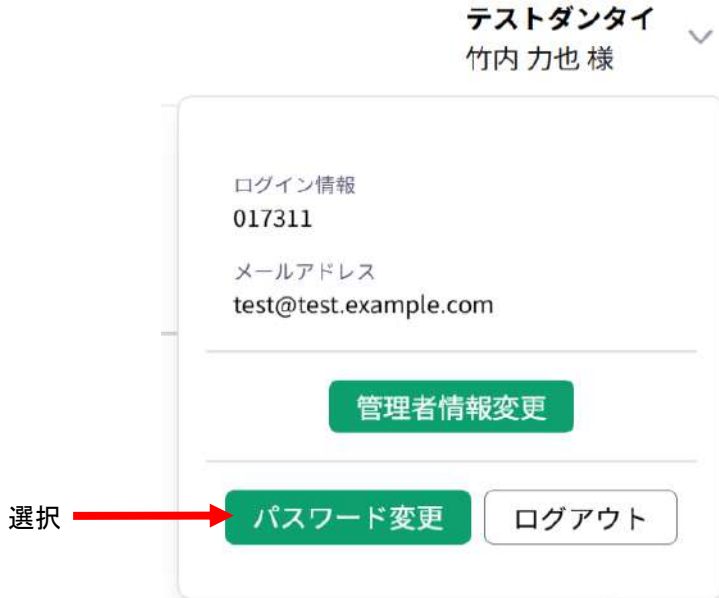 テストダンタイ
竹内 力也 様
ログイン情報
017311
メールアドレス
test@test.example.com
管理者情報変更
選択
パスワード変更
ログアウト